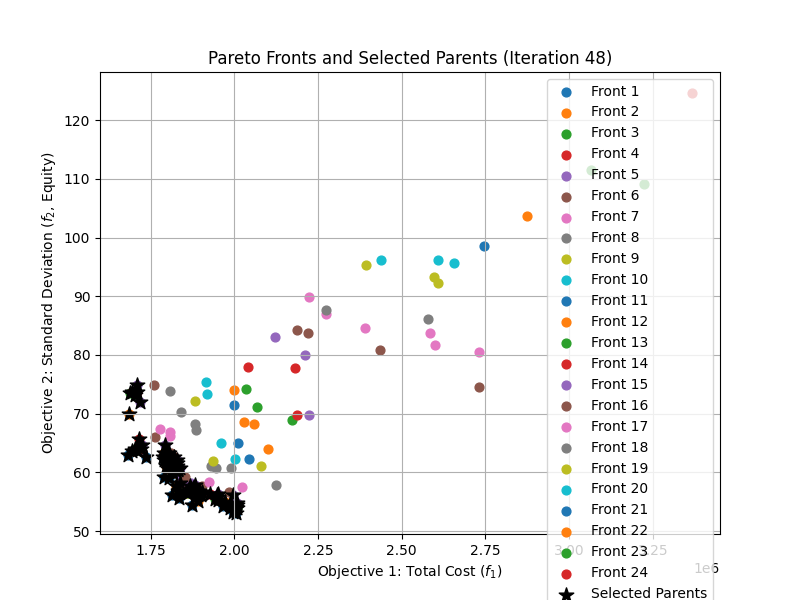 Pareto Fronts and Selected Parents (Iteration 48)
Objective 2: Standard Deviation (f₂, Equity)
120
110
100
90
80
70
60
50
1.75
2.00
2.25
2.50
2.75
3.00
3.25
1e6
Objective 1: Total Cost (f₁)
Front 1
Front 2
Front 3
Front 4
Front 5
Front 6
Front 7
Front 8
Front 9
Front 10
Front 11
Front 12
Front 13
Front 14
Front 15
Front 16
Front 17
Front 18
Front 19
Front 20
Front 21
Front 22
Front 23
Front 24
Selected Parents